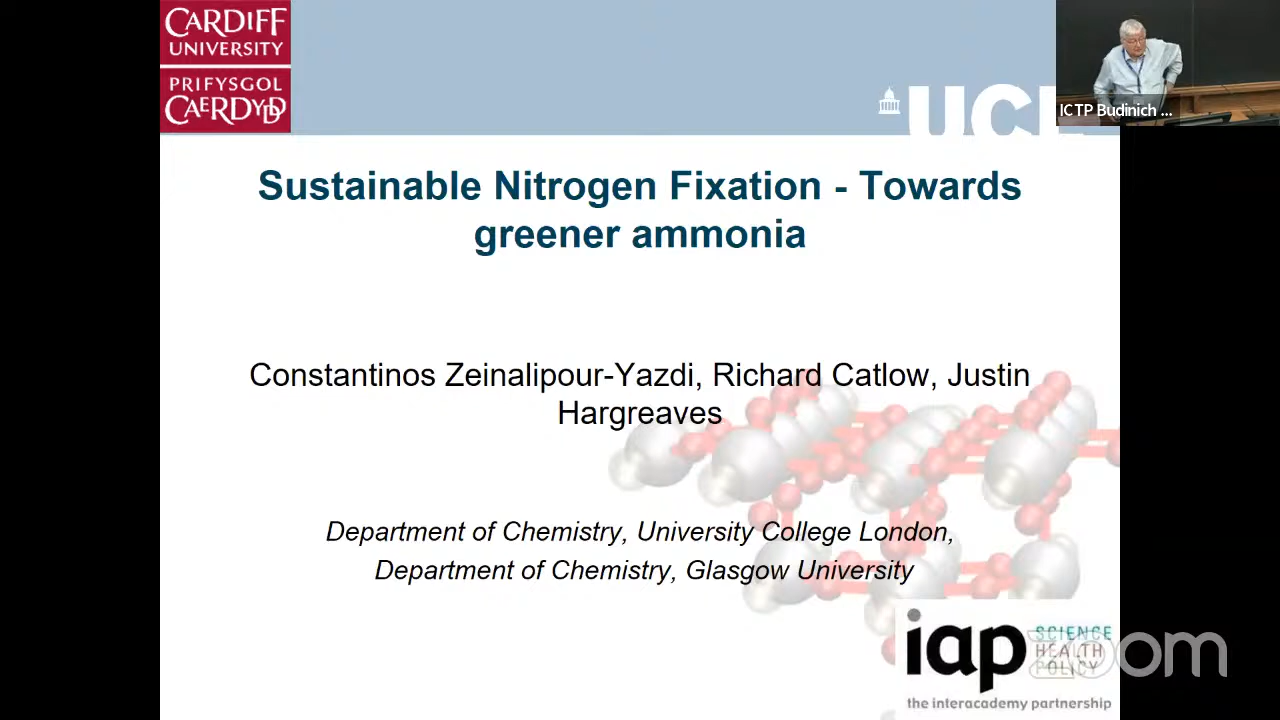 CARDIFF
UNIVERSITY
PRIFYSGOL
CAERDYDD
UCL
ICTP Budinich ...
Sustainable Nitrogen Fixation - Towards
greener ammonia
Constantinos Zeinalipour-Yazdi, Richard Catlow, Justin
Hargreaves
Department of Chemistry, University College London,
Department of Chemistry, Glasgow University
iap SCIENCE
HEALTH
POLICY
zoom
the interacademy partnership